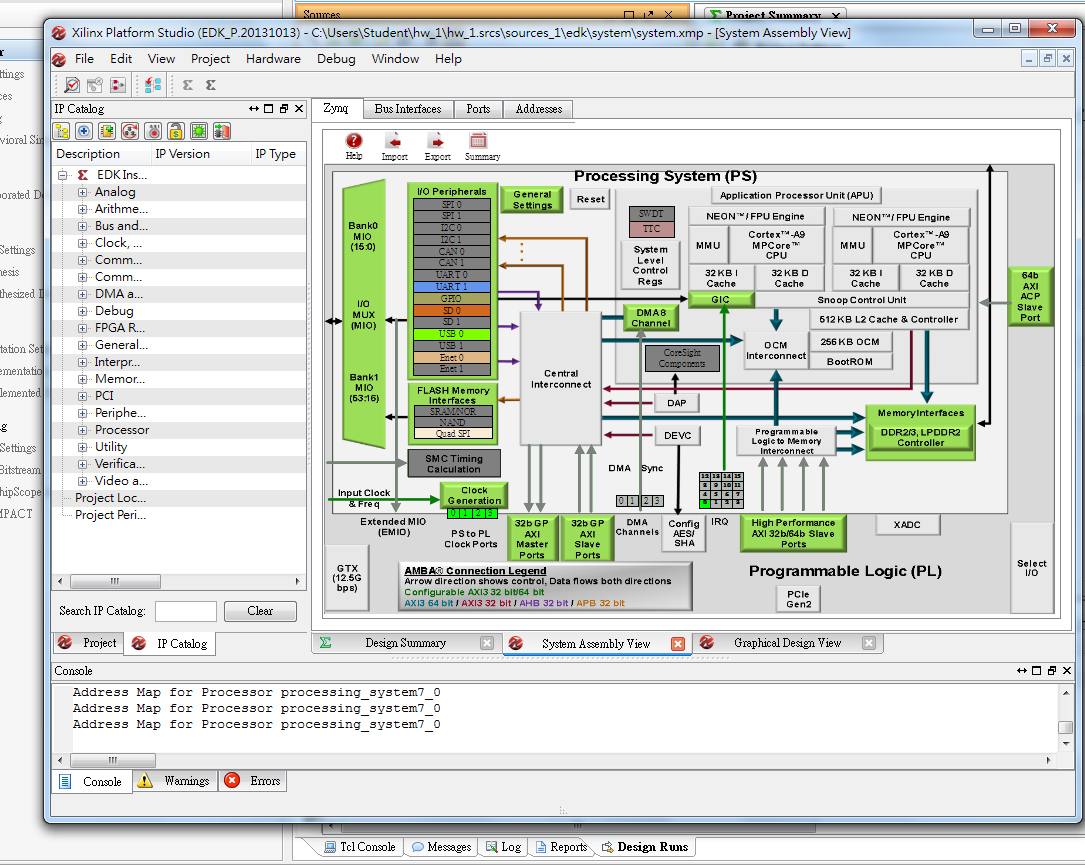 Sources
Project Summary
Xilinx Platform Studio (EDK_P.20131013) - C:\Users\Student\hw_1\hw_1.srcs\sources_1\edk\system\system.xmp - [System Assembly View]
File Edit View Project Hardware Debug Window Help
IP Catalog
Zynq
Bus Interfaces
Ports
Addresses
Description
IP Version
IP Type
EDK Ins...
Analog
Arithme...
Bus and...
Clock, ...
Comm...
Comm...
DMA a...
Debug
FPGA R...
General...
Interpr...
Memor...
PCI
Periphe...
Processor
Utility
Verifica...
Video a...
Project Loc...
Project Peri...
Search IP Catalog:
Clear
Project
IP Catalog
Help
Import
Export
Summary
Processing System (PS)
Bank0
MIO
(15:0)
I/O
MUX
(MIO)
Bank1
MIO
(53:16)
I/O Peripherals
SPI 0
SPI 1
I2C 0
I2C 1
CAN 0
CAN 1
UART 0
UART 1
GPIO
SD 0
SD 1
USB 0
USB 1
Enet 0
Enet 1
FLASH Memory
Interfaces
SRAM/NOR
NAND
Quad SPI
SMC Timing
Calculation
General
Settings
Reset
SWDT
TTC
System
Level
Control
Regs
Application Processor Unit (APU)
NEON™/ FPU Engine
NEON™/ FPU Engine
MMU
Cortex™-A9
MPCore™
CPU
MMU
Cortex™-A9
MPCore™
CPU
32 KB I
Cache
32 KB D
Cache
32 KB I
Cache
32 KB D
Cache
GIC
Snoop Control Unit
DMA8
Channel
512 KB L2 Cache & Controller
OCM
Interconnect
256 KB OCM
BootROM
CoreSight
Components
Central
Interconnect
DAP
DEVC
64b
AXI
ACP
Slave
Port
Memory Interfaces
DDR2/3, LPDDR2
Controller
Programmable
Logic to Memory
Interconnect
DMA Sync
Input Clock
& Freq
Clock
Generation
0 1 2 3
0 1 2 3
12 13 14 15
8 9 10 11
4 5 6 7
0 1 2 3
Extended MIO
(EMIO)
PS to PL
Clock Ports
32b GP
AXI
Master
Ports
32b GP
AXI
Slave
Ports
DMA
Channels
Config
AES/
SHA
IRQ
High Performance
AXI 32b/64b Slave
Ports
XADC
GTX
(12.5G
bps)
AMBA® Connection Legend
Arrow direction shows control, Data flows both directions
Configurable AXI3 32 bit/64 bit
AXI3 64 bit / AXI3 32 bit / AHB 32 bit / APB 32 bit
Programmable Logic (PL)
PCIe
Gen2
Select
I/O
Design Summary
System Assembly View
Graphical Design View
Console
Address Map for Processor processing_system7_0
Address Map for Processor processing_system7_0
Address Map for Processor processing_system7_0
Console
Warnings
Errors
Tcl Console
Messages
Log
Reports
Design Runs